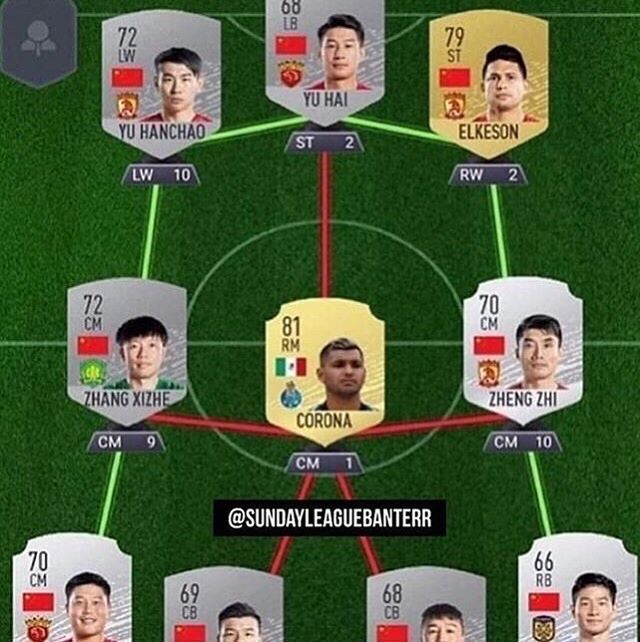 72
LW
YU HANCHAO
LW 10
68
LB
YU HAI
ST 2
79
ST
ELKESON
RW 2
72
CM
ZHANG XIZHE
CM 9
81
RM
CORONA
CM 1
70
CM
ZHENG ZHI
CM 10
@SUNDAYLEAGUEBANTERR
70
CM
69
CB
68
CB
66
RB